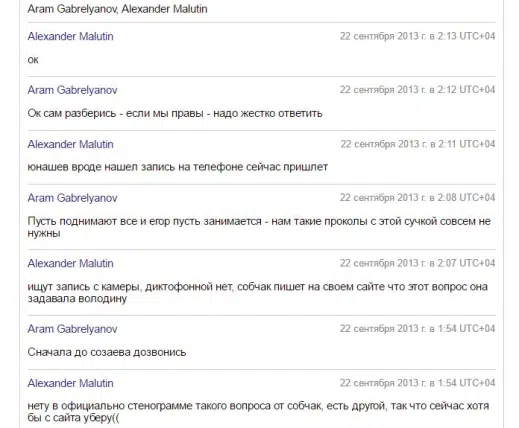 Aram Gabrelyanov, Alexander Malutin
Alexander Malutin 22 сентября 2013 г. в 2:13 UTC+04
ок
Aram Gabrelyanov 22 сентября 2013 г. в 2:12 UTC+04
Ок сам разберись - если мы правы - надо жестко ответить
Alexander Malutin 22 сентября 2013 г. в 2:11 UTC+04
юнашев вроде нашел запись на телефоне сейчас пришлет
Aram Gabrelyanov 22 сентября 2013 г. в 2:08 UTC+04
Пусть поднимают все и егор пусть занимается - нам такие проколы с этой сучкой совсем не
нужны
Alexander Malutin 22 сентября 2013 г. в 2:07 UTC+04
ищут запись с камеры, диктофонной нет, собчак пишет на своем сайте что этот вопрос она
задавала володину
Aram Gabrelyanov 22 сентября 2013 г. в 1:54 UTC+04
Сначала до созаева дозвонись
Alexander Malutin 22 сентября 2013 г. в 1:54 UTC+04
нету в официально стенограмме такого вопроса от собчак, есть другой, так что сейчас хотя
бы с сайта уберу((